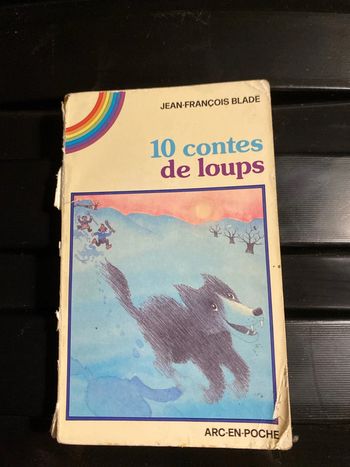 JEAN-FRANÇOIS BLADE
10 contes
de loups
ARC-EN-POCHE